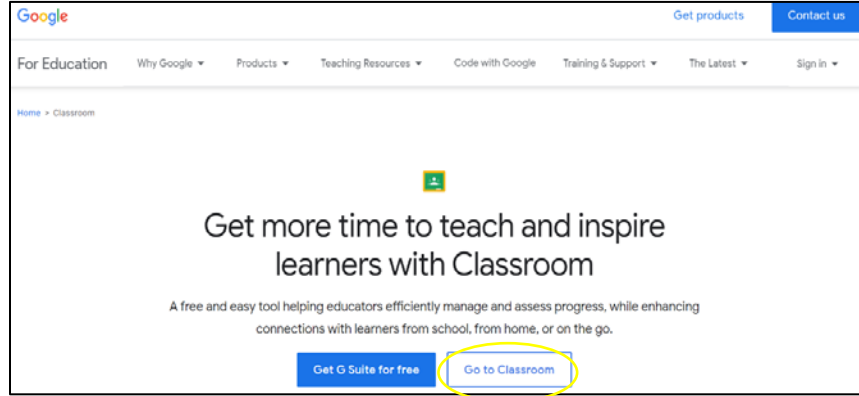 Google Get products Contact us
For Education Why Google Products Teaching Resources Code with Google Training & Support The Latest Sign in
Home > Classroom
Get more time to teach and inspire
learners with Classroom
A free and easy tool helping educators efficiently manage and assess progress, while enhancing
connections with learners from school, from home, or on the go.
Get G Suite for free Go to Classroom